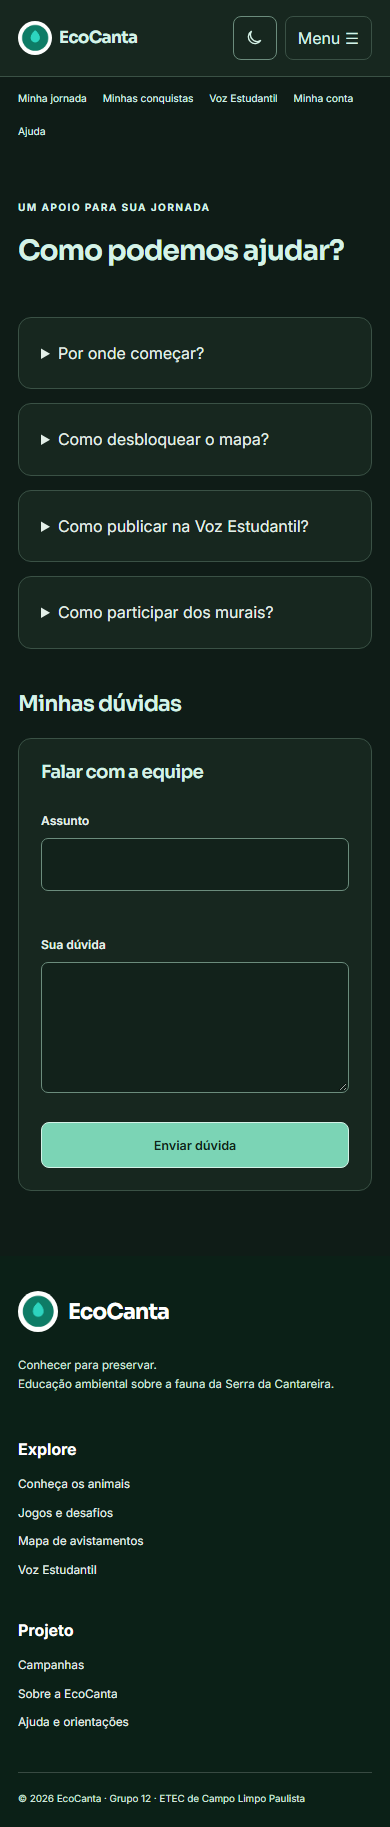 EcoCanta
Menu ☰
Minha jornada Minhas conquistas Voz Estudantil Minha conta
Ajuda
UM APOIO PARA SUA JORNADA
Como podemos ajudar?
Por onde começar?
Como desbloquear o mapa?
Como publicar na Voz Estudantil?
Como participar dos murais?
Minhas dúvidas
Falar com a equipe
Assunto
Sua dúvida
Enviar dúvida
EcoCanta
Conhecer para preservar.
Educação ambiental sobre a fauna da Serra da Cantareira.
Explore
Conheça os animais
Jogos e desafios
Mapa de avistamentos
Voz Estudantil
Projeto
Campanhas
Sobre a EcoCanta
Ajuda e orientações
© 2026 EcoCanta · Grupo 12 · ETEC de Campo Limpo Paulista